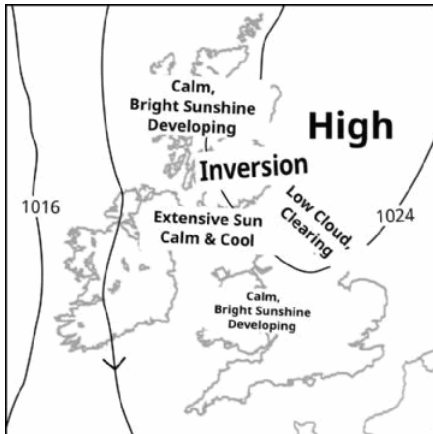 Calm,
Bright Sunshine
Developing
High
Inversion
Low Cloud,
Clearing
1016
Extensive Sun
Calm & Cool
1024
Calm,
Bright Sunshine
Developing